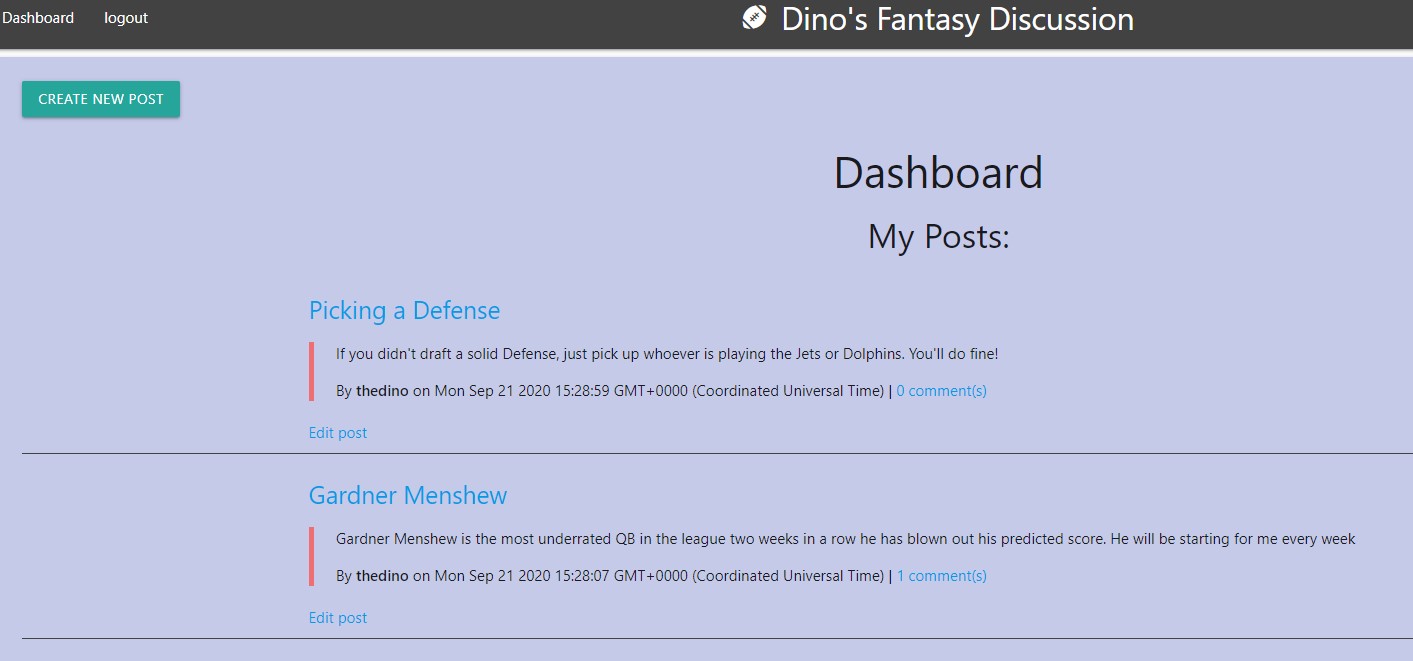 Dashboard logout Dino's Fantasy Discussion
CREATE NEW POST
Dashboard
My Posts:
Picking a Defense
If you didn't draft a solid Defense, just pick up whoever is playing the Jets or Dolphins. You'll do fine!
By thedino on Mon Sep 21 2020 15:28:59 GMT+0000 (Coordinated Universal Time) | 0 comment(s)
Edit post
Gardner Menshew
Gardner Menshew is the most underrated QB in the league two weeks in a row he has blown out his predicted score. He will be starting for me every week
By thedino on Mon Sep 21 2020 15:28:07 GMT+0000 (Coordinated Universal Time) | 1 comment(s)
Edit post